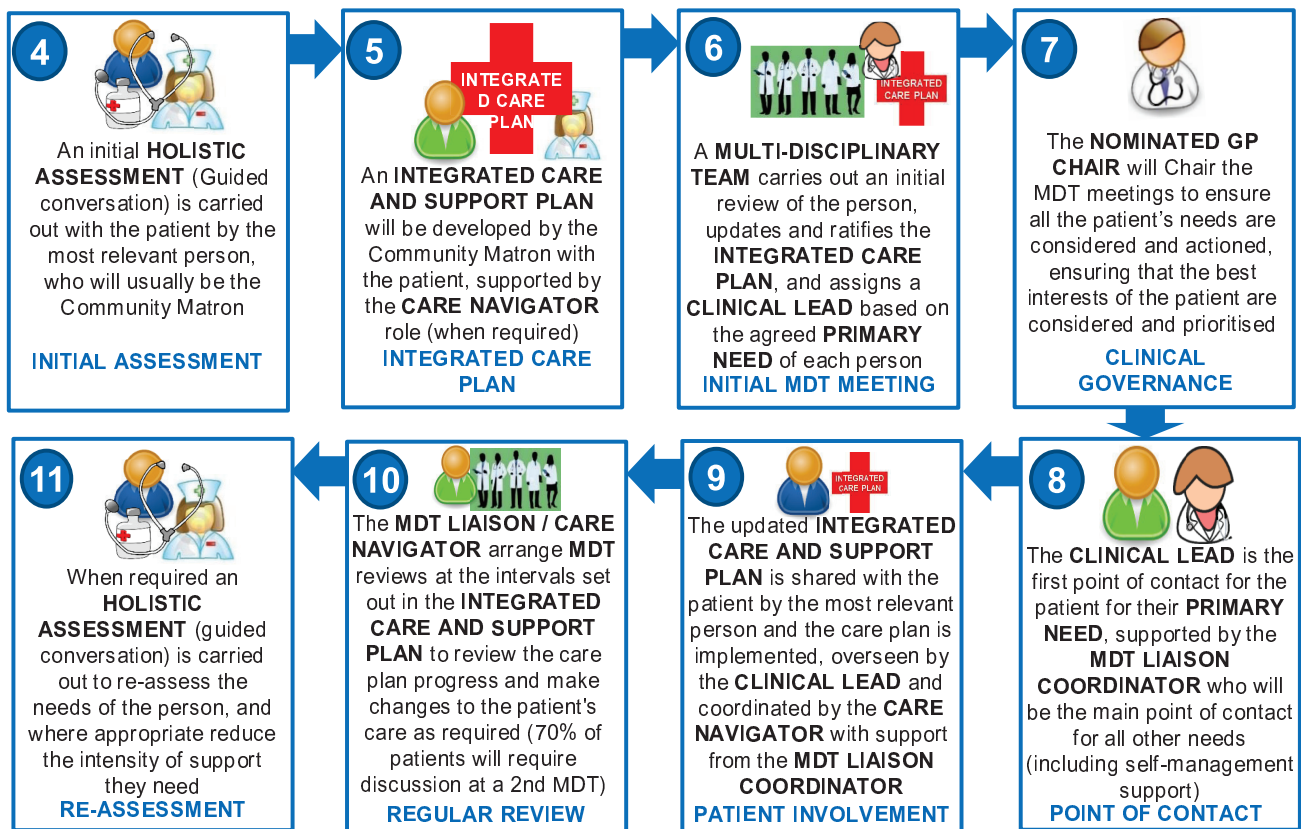 4
An initial HOLISTIC
ASSESSMENT (Guided
conversation) is carried
out with the patient by the
most relevant person,
who will usually be the
Community Matron
INITIAL ASSESSMENT
5
INTEGRATE
D CARE
PLAN
An INTEGRATED CARE
AND SUPPORT PLAN
will be developed by the
Community Matron with
the patient, supported by
the CARE NAVIGATOR
role (when required)
INTEGRATED CARE
PLAN
6
INTEGRATED
CARE PLAN
A MULTI-DISCIPLINARY
TEAM carries out an initial
review of the person,
updates and ratifies the
INTEGRATED CARE
PLAN, and assigns a
CLINICAL LEAD based on
the agreed PRIMARY
NEED of each person
INITIAL MDT MEETING
7
The NOMINATED GP
CHAIR will Chair the
MDT meetings to ensure
all the patient's needs are
considered and actioned,
ensuring that the best
interests of the patient are
considered and prioritised
CLINICAL
GOVERNANCE
8
The CLINICAL LEAD is the
first point of contact for the
patient for their PRIMARY
NEED, supported by the
MDT LIAISON
COORDINATOR who will
be the main point of contact
for all other needs
(including self-management
support)
POINT OF CONTACT
9
INTEGRATED
CARE PLAN
The updated INTEGRATED
CARE AND SUPPORT
PLAN is shared with the
patient by the most relevant
person and the care plan is
implemented, overseen by
the CLINICAL LEAD and
coordinated by the CARE
NAVIGATOR with support
from the MDT LIAISON
COORDINATOR
PATIENT INVOLVEMENT
10
The MDT LIAISON / CARE
NAVIGATOR arrange MDT
reviews at the intervals set
out in the INTEGRATED
CARE AND SUPPORT
PLAN to review the care
plan progress and make
changes to the patient's
care as required (70% of
patients will require
discussion at a 2nd MDT)
REGULAR REVIEW
11
When required an
HOLISTIC
ASSESSMENT (guided
conversation) is carried
out to re-assess the
needs of the person, and
where appropriate reduce
the intensity of support
they need
RE-ASSESSMENT